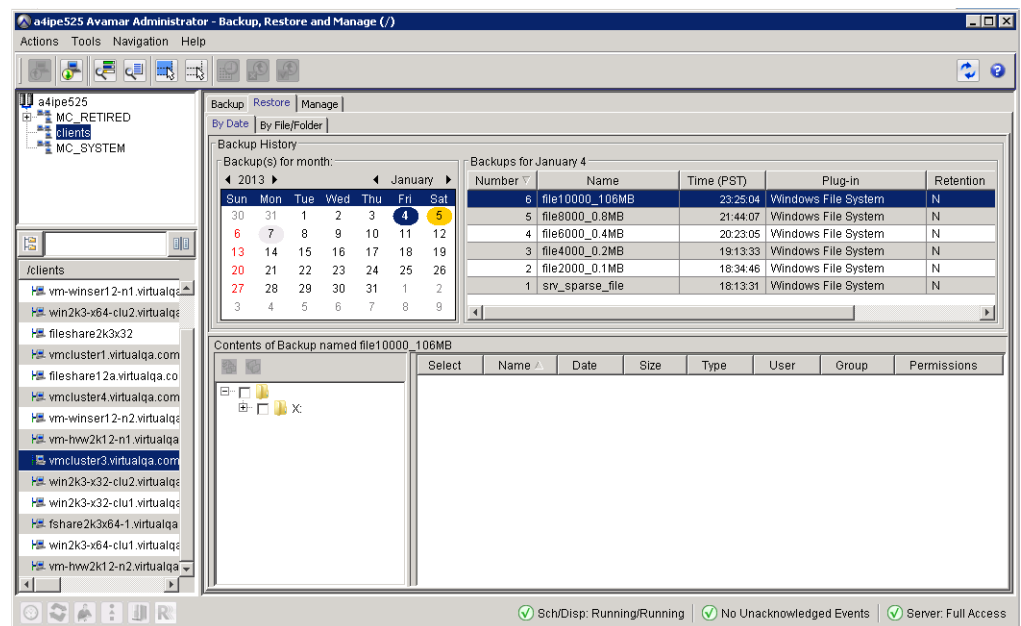 a4ipe525 Avamar Administrator - Backup, Restore and Manage (/)
Actions Tools Navigation Help
a4ipe525
MC_RETIRED
clients
MC_SYSTEM
/clients
vm-winser12-n1.virtualqa
win2k3-x64-clu2.virtualqa
fileshare2k3x32
vmcluster1.virtualqa.com
fileshare12a.virtualqa.co
vmcluster4.virtualqa.com
vm-winser12-n2.virtualqa
vm-hvw2k12-n1.virtualqa
vmcluster3.virtualqa.com
win2k3-x32-clu2.virtualqa
win2k3-x32-clu1.virtualqa
fshare2k3x64-1.virtualqa
win2k3-x64-clu1.virtualqa
vm-hvw2k12-n2.virtualqa
Backup Restore Manage
By Date By File/Folder
Backup History
Backup(s) for month:
2013 January
Sun Mon Tue Wed Thu Fri Sat
30 31 1 2 3 4 5
6 7 8 9 10 11 12
13 14 15 16 17 18 19
20 21 22 23 24 25 26
27 28 29 30 31 1 2
3 4 5 6 7 8 9
Backups for January 4
Number Name Time (PST) Plug-in Retention
6 file10000_106MB 23:25:04 Windows File System N
5 file8000_0.8MB 21:44:07 Windows File System N
4 file6000_0.4MB 20:23:05 Windows File System N
3 file4000_0.2MB 19:13:33 Windows File System N
2 file2000_0.1MB 18:34:46 Windows File System N
1 srv_sparse_file 18:13:31 Windows File System N
Contents of Backup named file10000_106MB
X:
Select Name Date Size Type User Group Permissions
Sch/Disp: Running/Running No Unacknowledged Events Server: Full Access